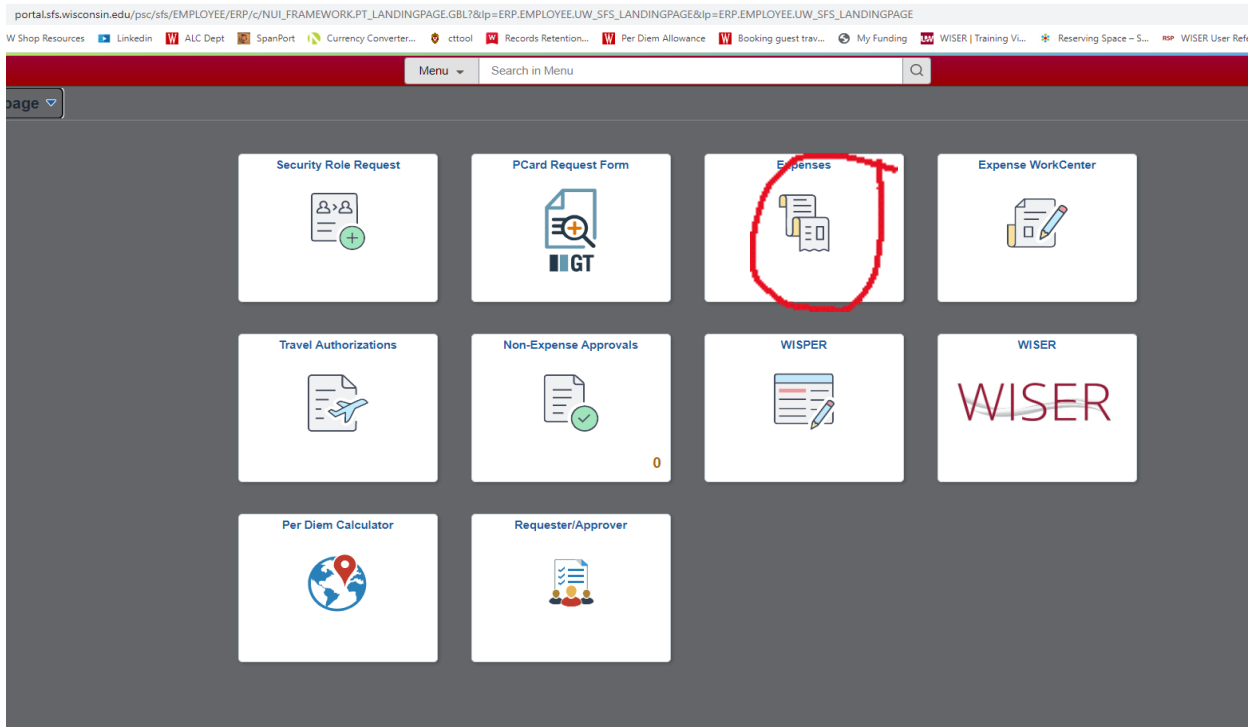 portal.sfs.wisconsin.edu/psc/sfs/EMPLOYEE/ERP/c/NUI_FRAMEWORK.PT_LANDINGPAGE.GBL?&lp=ERP.EMPLOYEE.UW_SFS_LANDINGPAGE&lp=ERP.EMPLOYEE.UW_SFS_LANDINGPAGE
W Shop Resources Linkedin ALC Dept SpanPort Currency Converter... cttool Records Retention... Per Diem Allowance Booking guest trav... My Funding WISER | Training Vi... Reserving Space – S... RSP WISER User Refe
Menu Search in Menu
page
Security Role Request PCard Request Form Expenses Expense WorkCenter
GT
Travel Authorizations Non-Expense Approvals WISPER WISER
WISER
0
Per Diem Calculator Requester/Approver